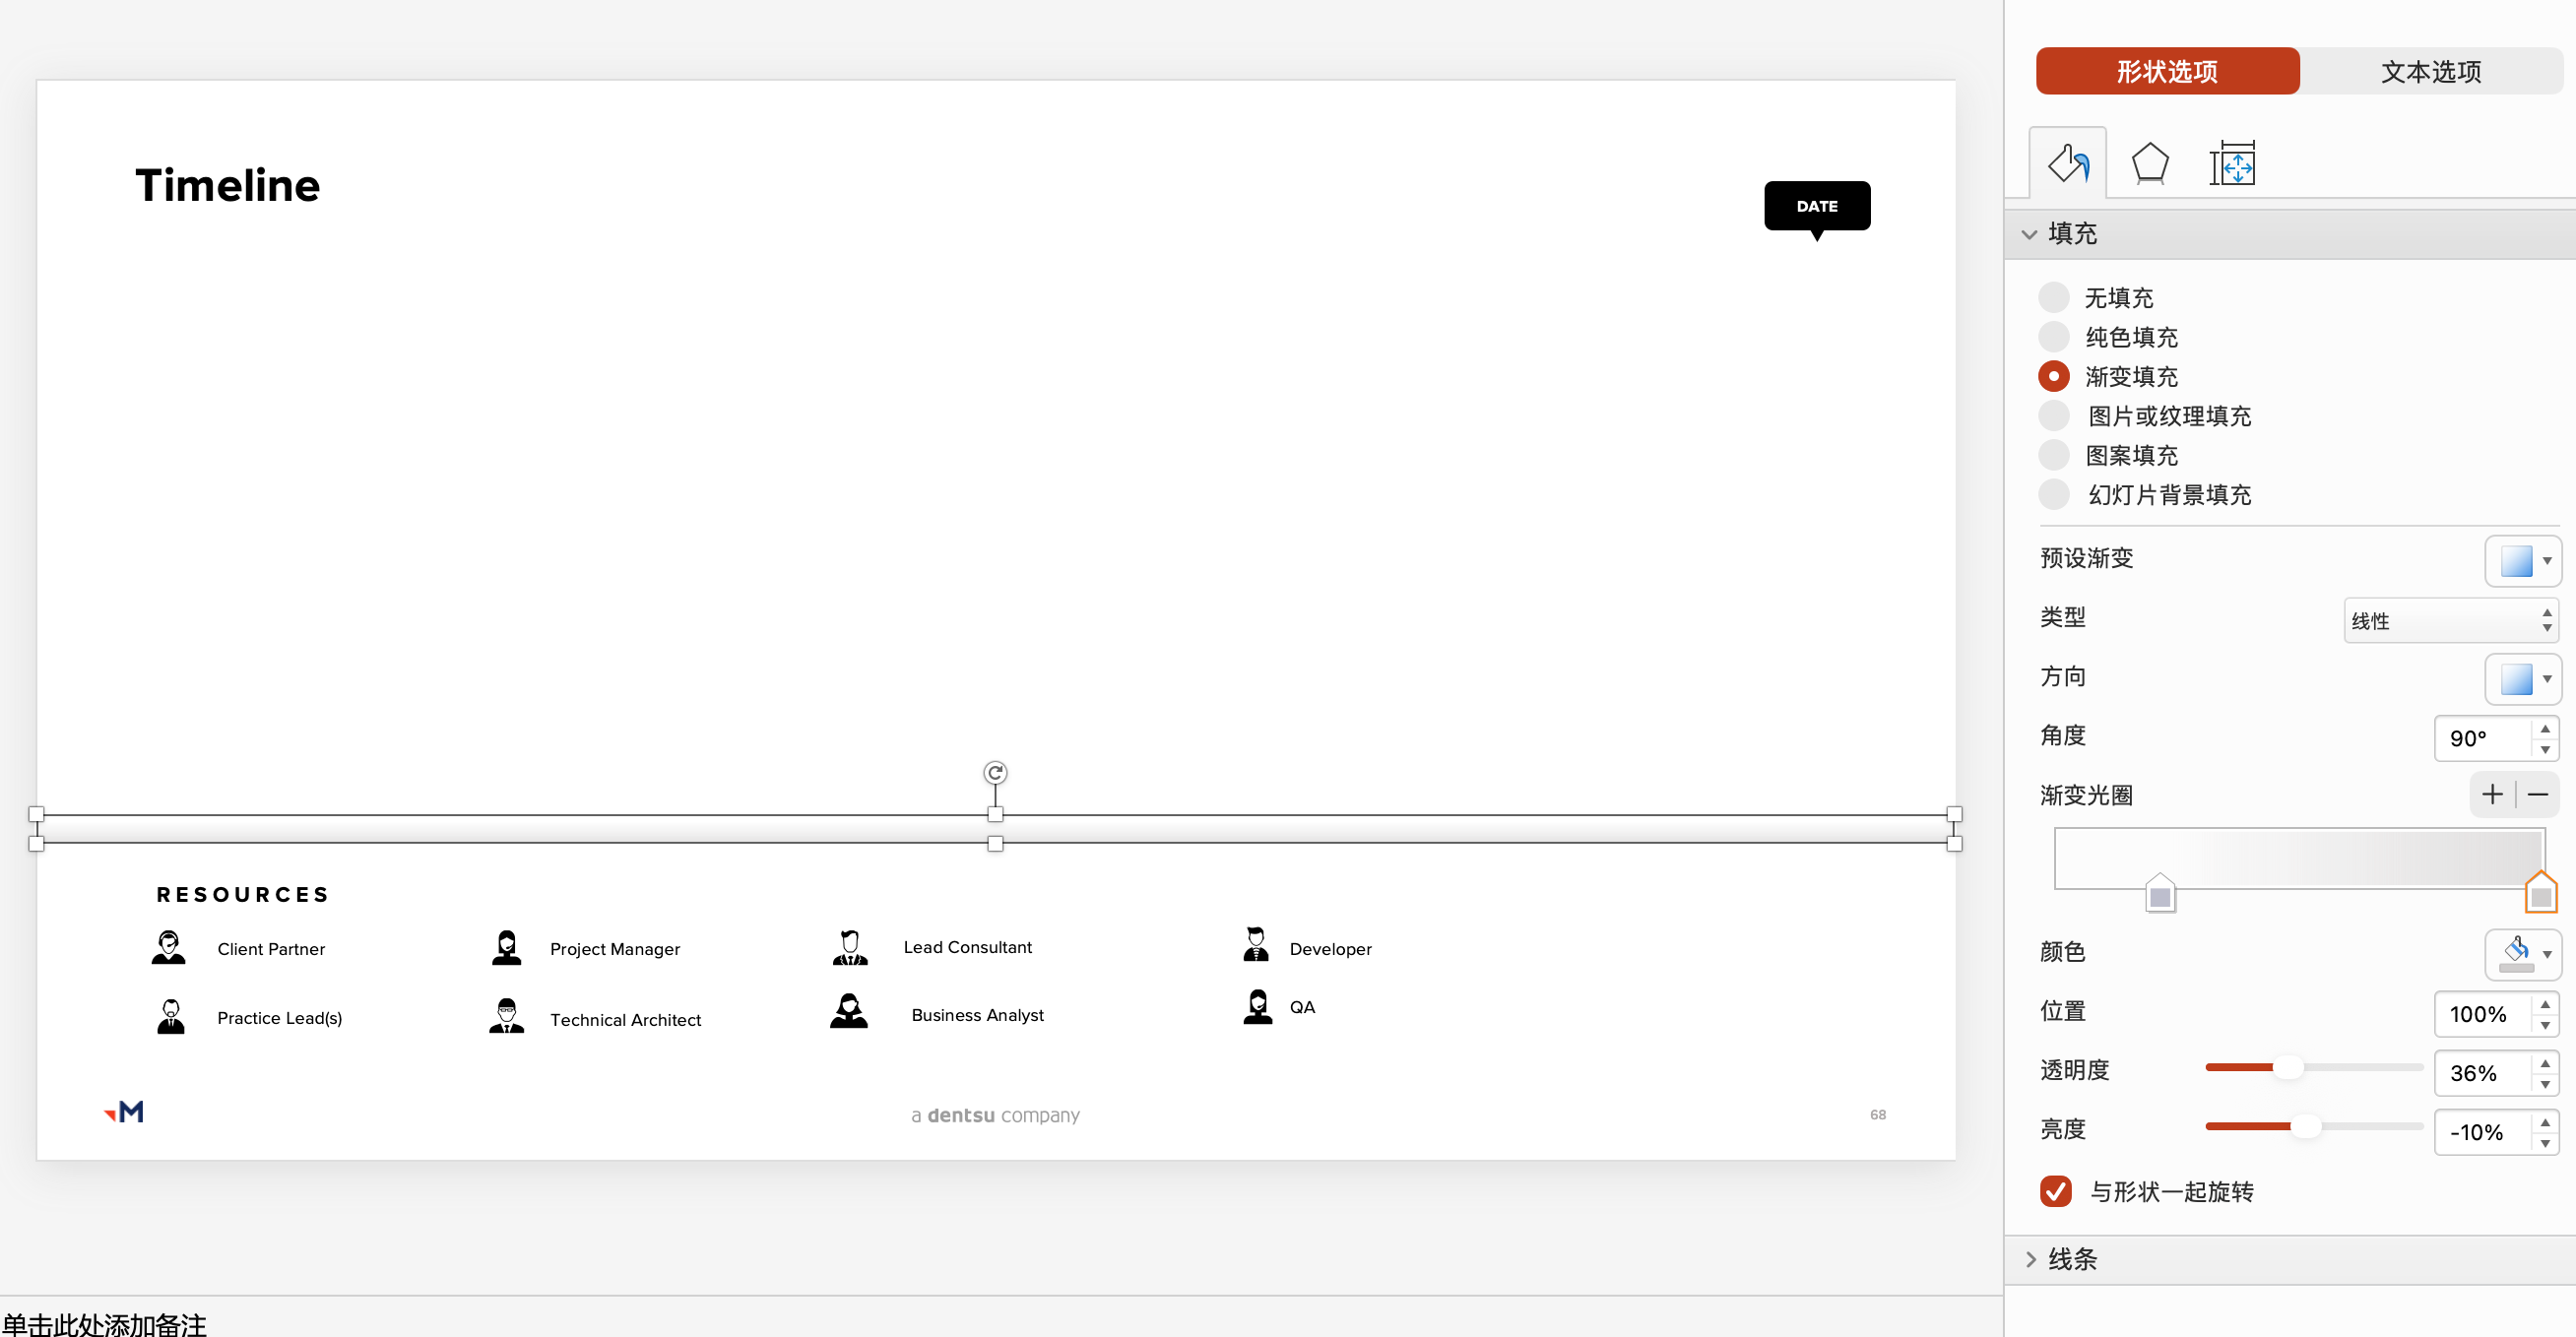 Timeline
DATE
RESOURCES
Client Partner
Project Manager
Lead Consultant
Developer
Practice Lead(s)
Technical Architect
Business Analyst
QA
M
a dentsu company
68
单击此处添加备注
形状选项
文本选项
填充
无填充
纯色填充
渐变填充
图片或纹理填充
图案填充
幻灯片背景填充
预设渐变
类型
线性
方向
角度
90°
渐变光圈
颜色
位置
100%
透明度
36%
亮度
-10%
与形状一起旋转
线条